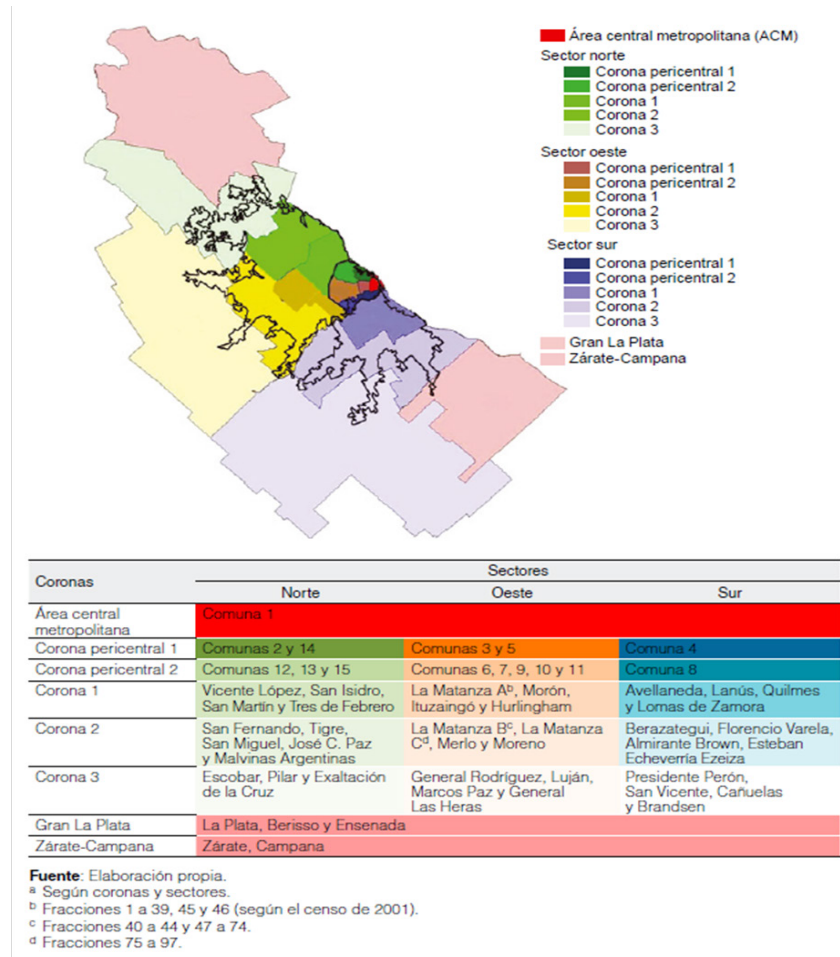 Área central metropolitana (ACM)
Sector norte
Corona pericentral 1
Corona pericentral 2
Corona 1
Corona 2
Corona 3
Sector oeste
Corona pericentral 1
Corona pericentral 2
Corona 1
Corona 2
Corona 3
Sector sur
Corona pericentral 1
Corona pericentral 2
Corona 1
Corona 2
Corona 3
Gran La Plata
Zárate-Campana
Coronas
Sectores
Norte
Oeste
Sur
Área central
metropolitana
Comuna 1
Corona pericentral 1
Comunas 2 y 14
Comunas 3 y 5
Comuna 4
Corona pericentral 2
Comunas 12, 13 y 15
Comunas 6, 7, 9, 10 y 11
Comuna 8
Corona 1
Vicente López, San Isidro,
San Martín y Tres de Febrero
La Matanza Aᵇ, Morón,
Ituzaingó y Hurlingham
Avellaneda, Lanús, Quilmes
y Lomas de Zamora
Corona 2
San Fernando, Tigre,
San Miguel, José C. Paz
y Malvinas Argentinas
La Matanza Bᶜ, La Matanza
Cᵈ, Merlo y Moreno
Berazategui, Florencio Varela,
Almirante Brown, Esteban
Echeverría Ezeiza
Corona 3
Escobar, Pilar y Exaltación
de la Cruz
General Rodríguez, Luján,
Marcos Paz y General
Las Heras
Presidente Perón,
San Vicente, Cañuelas
y Brandsen
Gran La Plata
La Plata, Berisso y Ensenada
Zárate-Campana
Zárate, Campana
Fuente: Elaboración propia.
ᵃ Según coronas y sectores.
ᵇ Fracciones 1 a 39, 45 y 46 (según el censo de 2001).
ᶜ Fracciones 40 a 44 y 47 a 74.
ᵈ Fracciones 75 a 97.